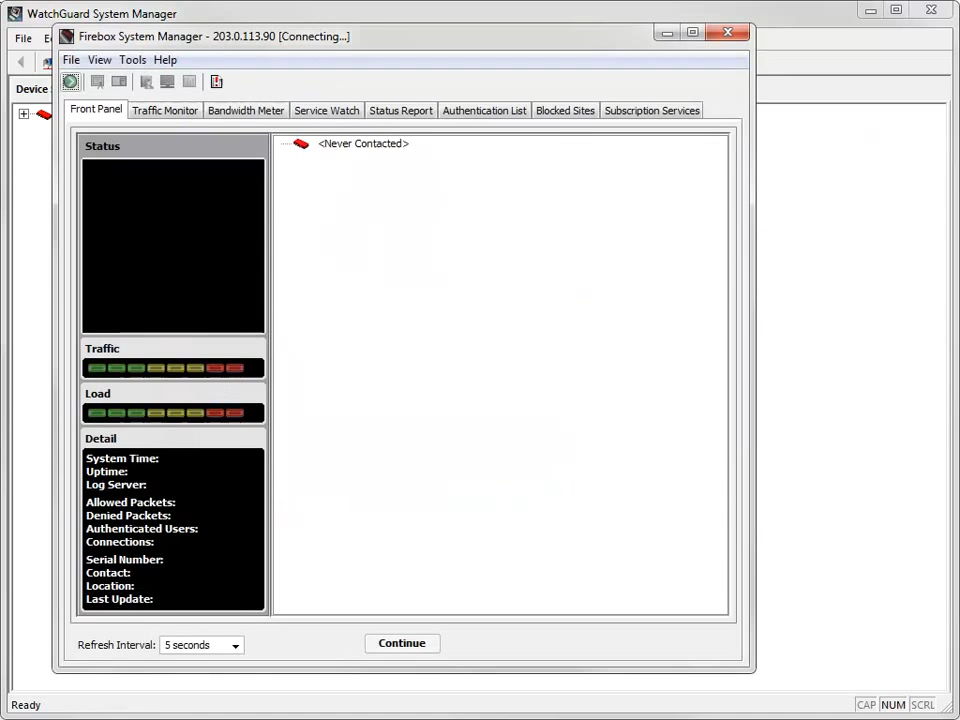 WatchGuard System Manager
File
Firebox System Manager - 203.0.113.90 [Connecting...]
File View Tools Help
Device
Front Panel Traffic Monitor Bandwidth Meter Service Watch Status Report Authentication List Blocked Sites Subscription Services
Status
<Never Contacted>
Traffic
Load
Detail
System Time:
Uptime:
Log Server:
Allowed Packets:
Denied Packets:
Authenticated Users:
Connections:
Serial Number:
Contact:
Location:
Last Update:
Refresh Interval: 5 seconds
Continue
Ready
CAP NUM SCRL